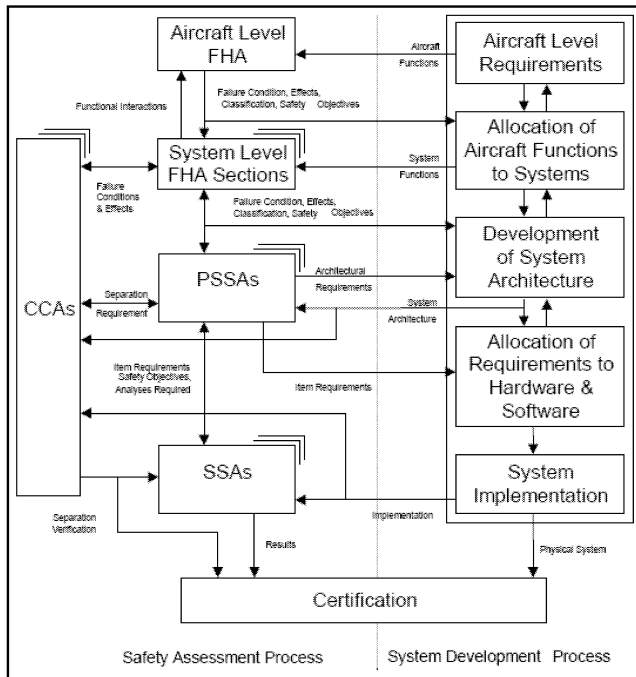 Aircraft Level
FHA
Aircraft
Functions
Aircraft Level
Requirements
Functional Interactions
Failure Condition, Effects,
Classification, Safety Objectives
System Level
FHA Sections
System
Functions
Allocation of
Aircraft Functions
to Systems
Failure
Conditions
& Effects
Failure Condition, Effects,
Classification, Safety Objectives
Development
of System
Architecture
CCAs
Separation
Requirement
PSSAs
Architectural
Requirements
System
Architecture
Allocation of
Requirements to
Hardware &
Software
Item Requirements
Safety Objectives,
Analyses Required
Item Requirements
SSAs
System
Implementation
Implementation
Separation
Verification
Results
Physical System
Certification
Safety Assessment Process
System Development Process